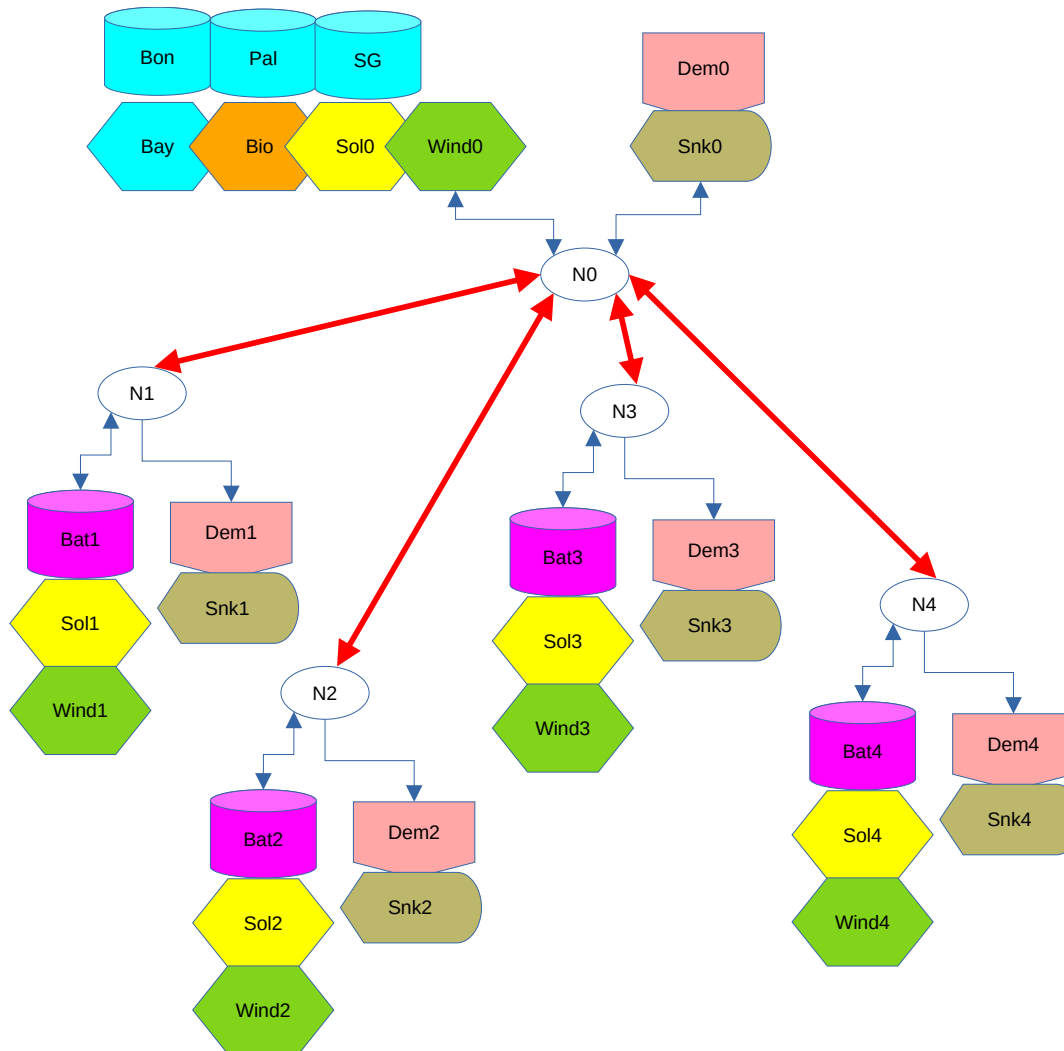 Bon
Pal
SG
Dem0
Bay
Bio
Sol0
Wind0
Snk0
N0
N1
N3
Bat1
Dem1
Bat3
Dem3
Sol1
Snk1
Sol3
Snk3
N4
Wind1
N2
Wind3
Bat4
Dem4
Bat2
Dem2
Sol4
Snk4
Sol2
Snk2
Wind4
Wind2